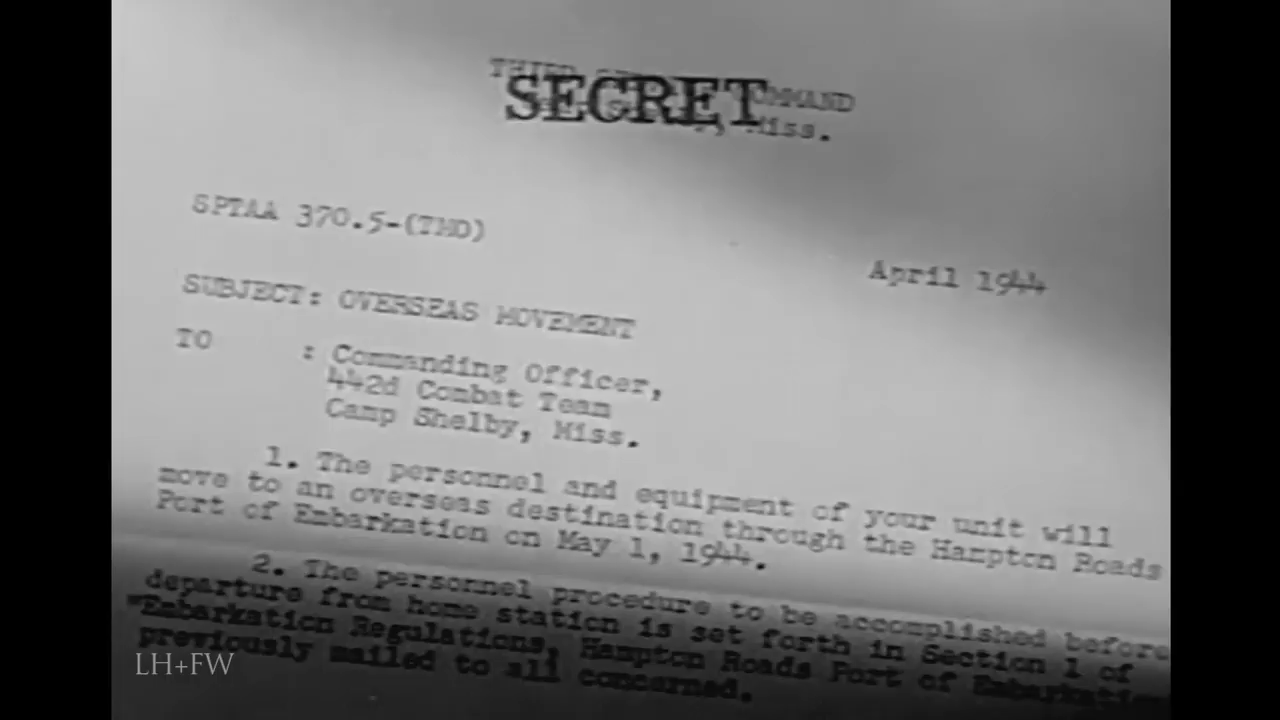 SECRET
COMMAND
Miss.
SPTAA 370.5-(THD)
April 1944
SUBJECT: OVERSEAS MOVEMENT
TO : Commanding Officer,
442d Combat Team
Camp Shelby, Miss.
1. The personnel and equipment of your unit will
move to an overseas destination through the Hampton Roads
Port of Embarkation on May 1, 1944.
2. The personnel procedure to be accomplished before
departure from home station is set forth in Section 1 of
"Embarkation Regulations, Hampton Roads Port of Embarkation
previously mailed to all concerned.
LH+FW